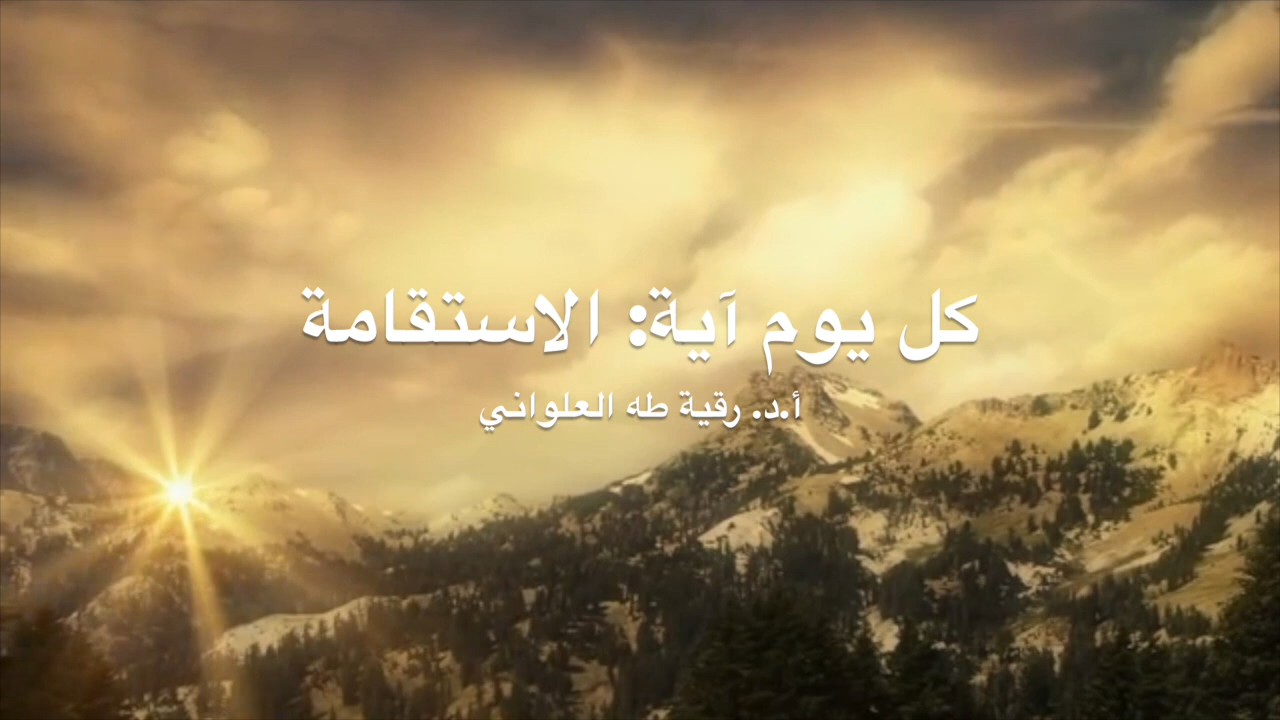 كل يوم آية: الاستقامة
أ.د. رقية طه العلواني